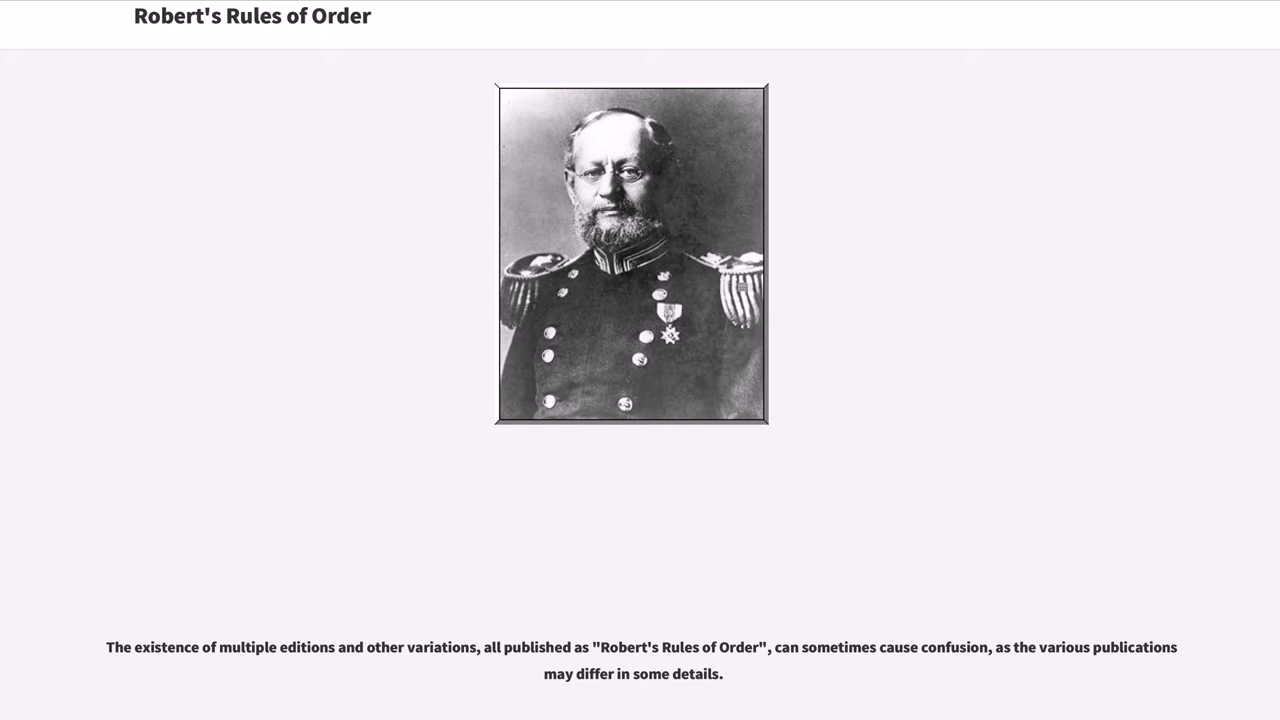 Robert's Rules of Order
The existence of multiple editions and other variations, all published as "Robert's Rules of Order", can sometimes cause confusion, as the various publications
may differ in some details.